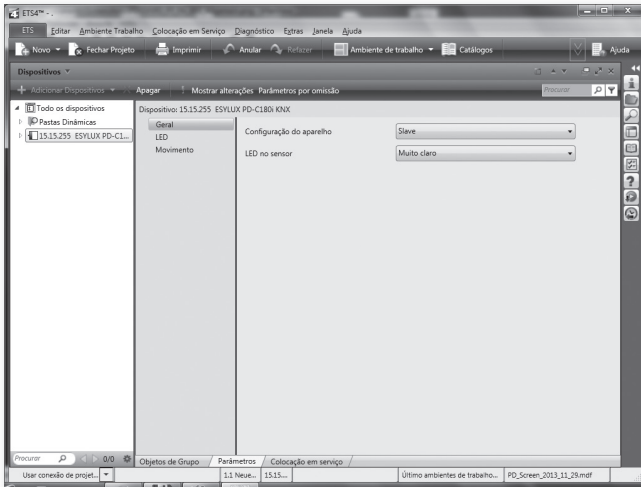 ETS4™ - .
ETS Editar Ambiente Trabalho Colocação em Serviço Diagnóstico Extras Janela Ajuda
Novo Fechar Projeto Imprimir Anular Refazer Ambiente de trabalho Catálogos Ajuda
Dispositivos
Adicionar Dispositivos Apagar Mostrar alterações Parâmetros por omissão Procurar
Todo os dispositivos
Pastas Dinâmicas
15.15.255 ESYLUX PD-C1...
Dispositivo: 15.15.255 ESYLUX PD-C180i KNX
Geral
LED
Movimento
Configuração do aparelho Slave
LED no sensor Muito claro
Procurar 0/0 Objetos de Grupo Parâmetros Colocação em serviço
Usar conexão de projet... 1.1 Neue... 15.15.... Último ambientes de trabalho... PD_Screen_2013_11_29.mdf